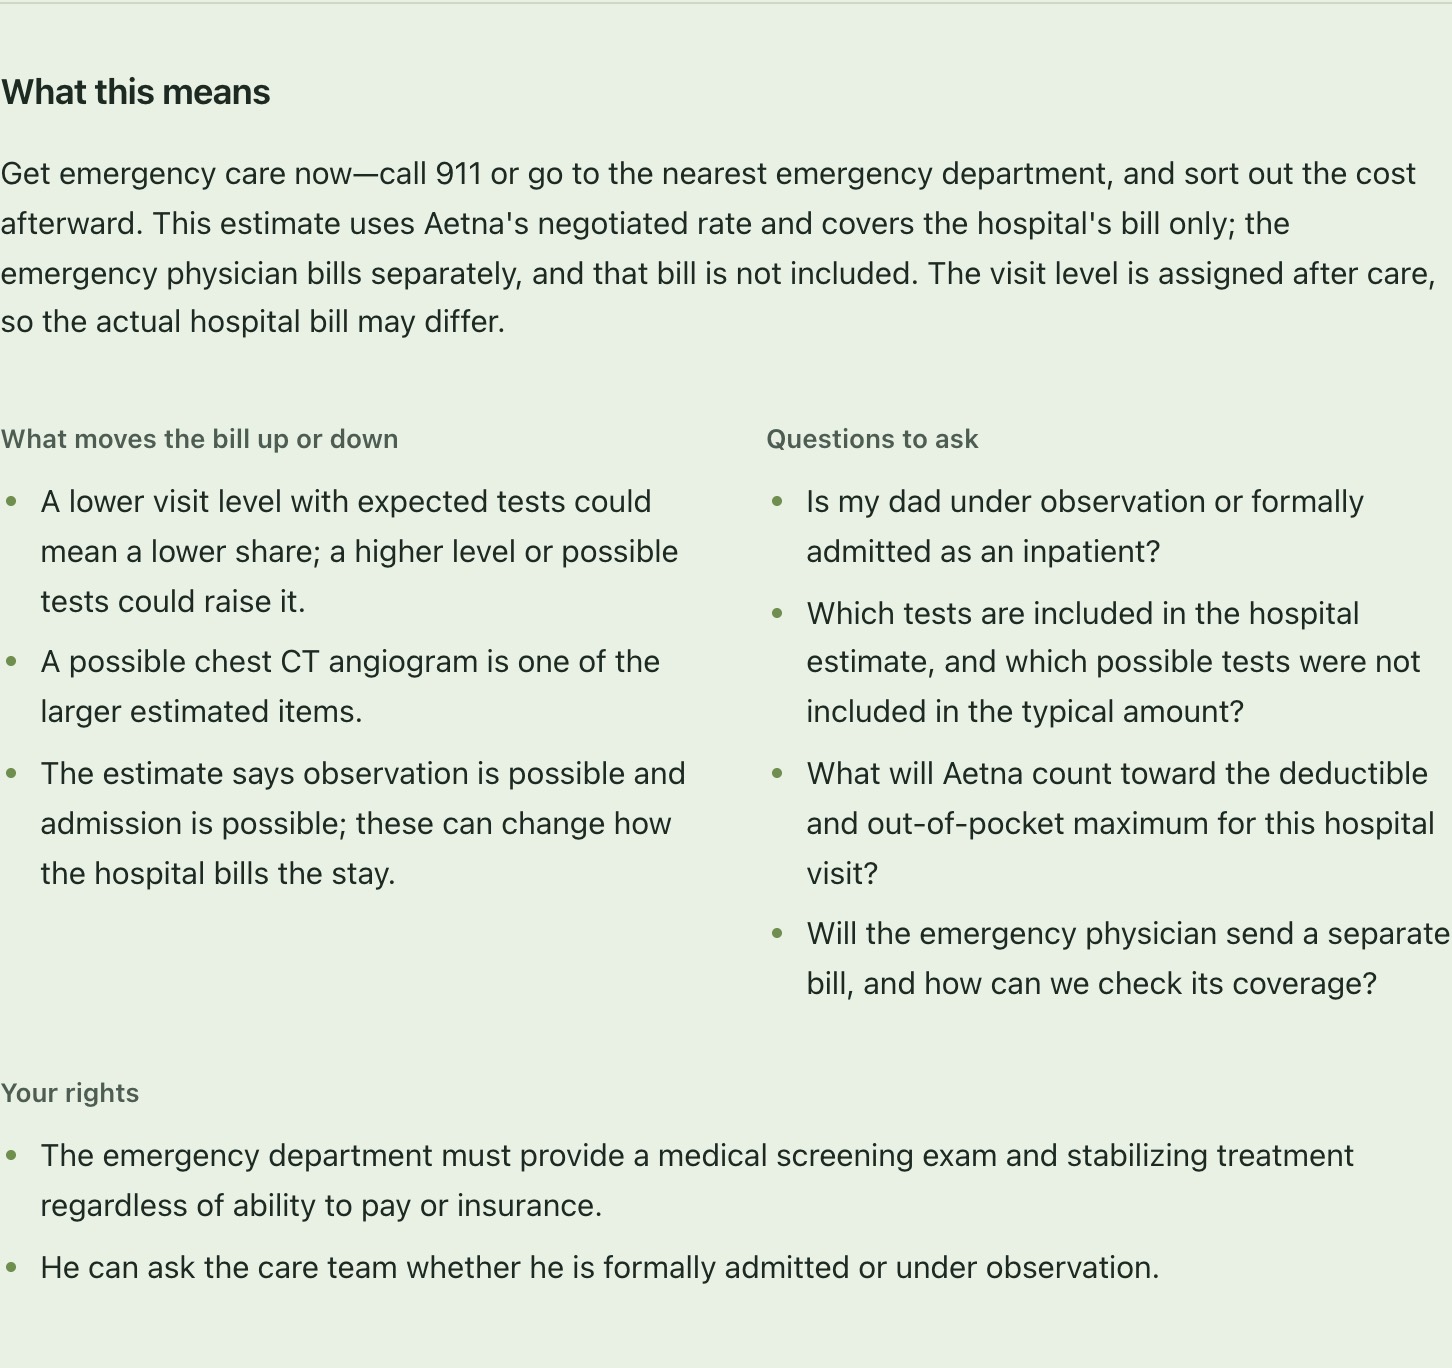 What this means
Get emergency care now—call 911 or go to the nearest emergency department, and sort out the cost
afterward. This estimate uses Aetna's negotiated rate and covers the hospital's bill only; the
emergency physician bills separately, and that bill is not included. The visit level is assigned after care,
so the actual hospital bill may differ.
What moves the bill up or down
A lower visit level with expected tests could
mean a lower share; a higher level or possible
tests could raise it.
A possible chest CT angiogram is one of the
larger estimated items.
The estimate says observation is possible and
admission is possible; these can change how
the hospital bills the stay.
Questions to ask
Is my dad under observation or formally
admitted as an inpatient?
Which tests are included in the hospital
estimate, and which possible tests were not
included in the typical amount?
What will Aetna count toward the deductible
and out-of-pocket maximum for this hospital
visit?
Will the emergency physician send a separate
bill, and how can we check its coverage?
Your rights
The emergency department must provide a medical screening exam and stabilizing treatment
regardless of ability to pay or insurance.
He can ask the care team whether he is formally admitted or under observation.